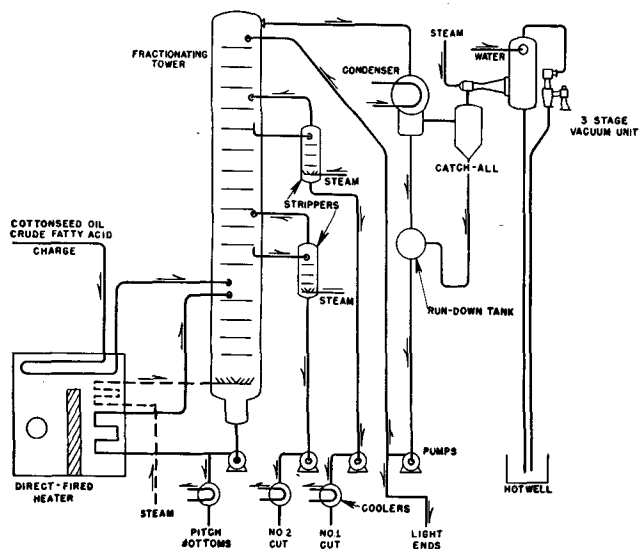 STEAM
WATER
FRACTIONATING
TOWER
CONDENSER
3 STAGE
VACUUM UNIT
CATCH-ALL
STEAM
STRIPPERS
COTTONSEED OIL
CRUDE FATTY ACID
CHARGE
STEAM
RUN-DOWN TANK
PUMPS
DIRECT-FIRED
HEATER
STEAM
COOLERS
HOTWELL
PITCH
BOTTOMS
NO. 2
CUT
NO. 1
CUT
LIGHT
ENDS